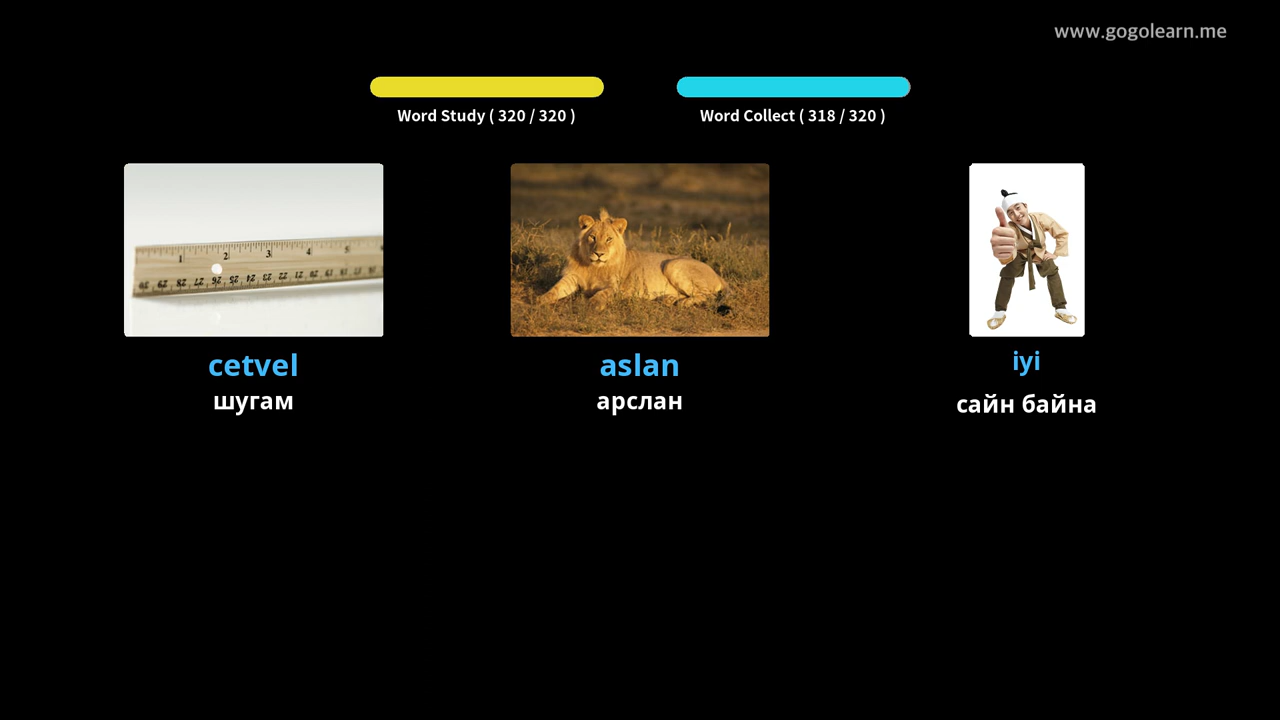 www.gogolearn.me
Word Study ( 320 / 320 )
Word Collect ( 318 / 320 )
cetvel
шугам
aslan
арслан
iyi
сайн байна